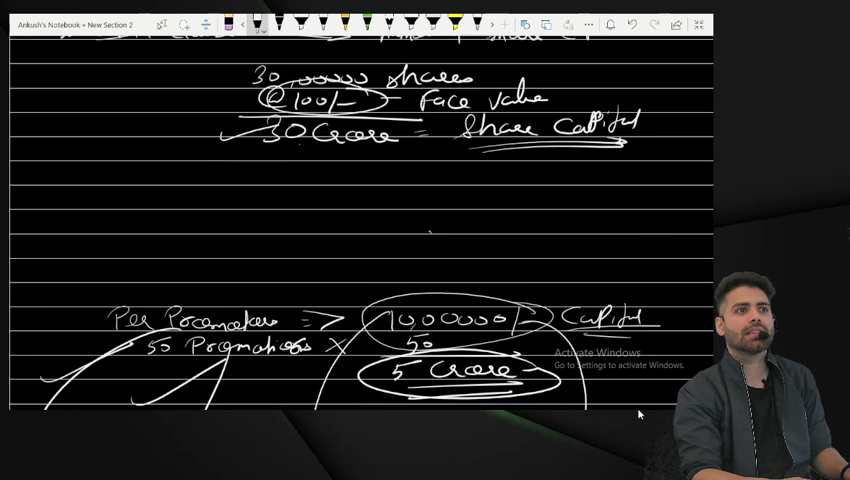 Ankush's Notebook • New Section 2
30,00000 shares
@ 100/- - Face value
30 Crore = Share Capital
Per Promoters => 10,00000/- Capital
50 Promoters X 50
5 Crore -
Activate Windows
Go to Settings to activate Windows.